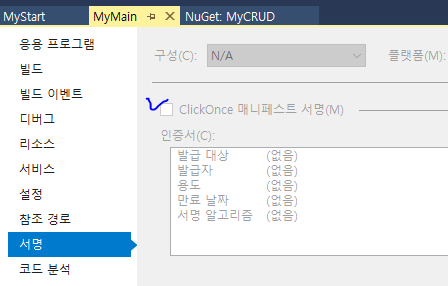 MyStart
MyMain
NuGet: MyCRUD
응용 프로그램
빌드
빌드 이벤트
디버그
리소스
서비스
설정
참조 경로
서명
코드 분석
구성(C):
N/A
플랫폼(M):
ClickOnce 매니페스트 서명(M)
인증서(C):
발급 대상 (없음)
발급자 (없음)
용도 (없음)
만료 날짜 (없음)
서명 알고리즘 (없음)